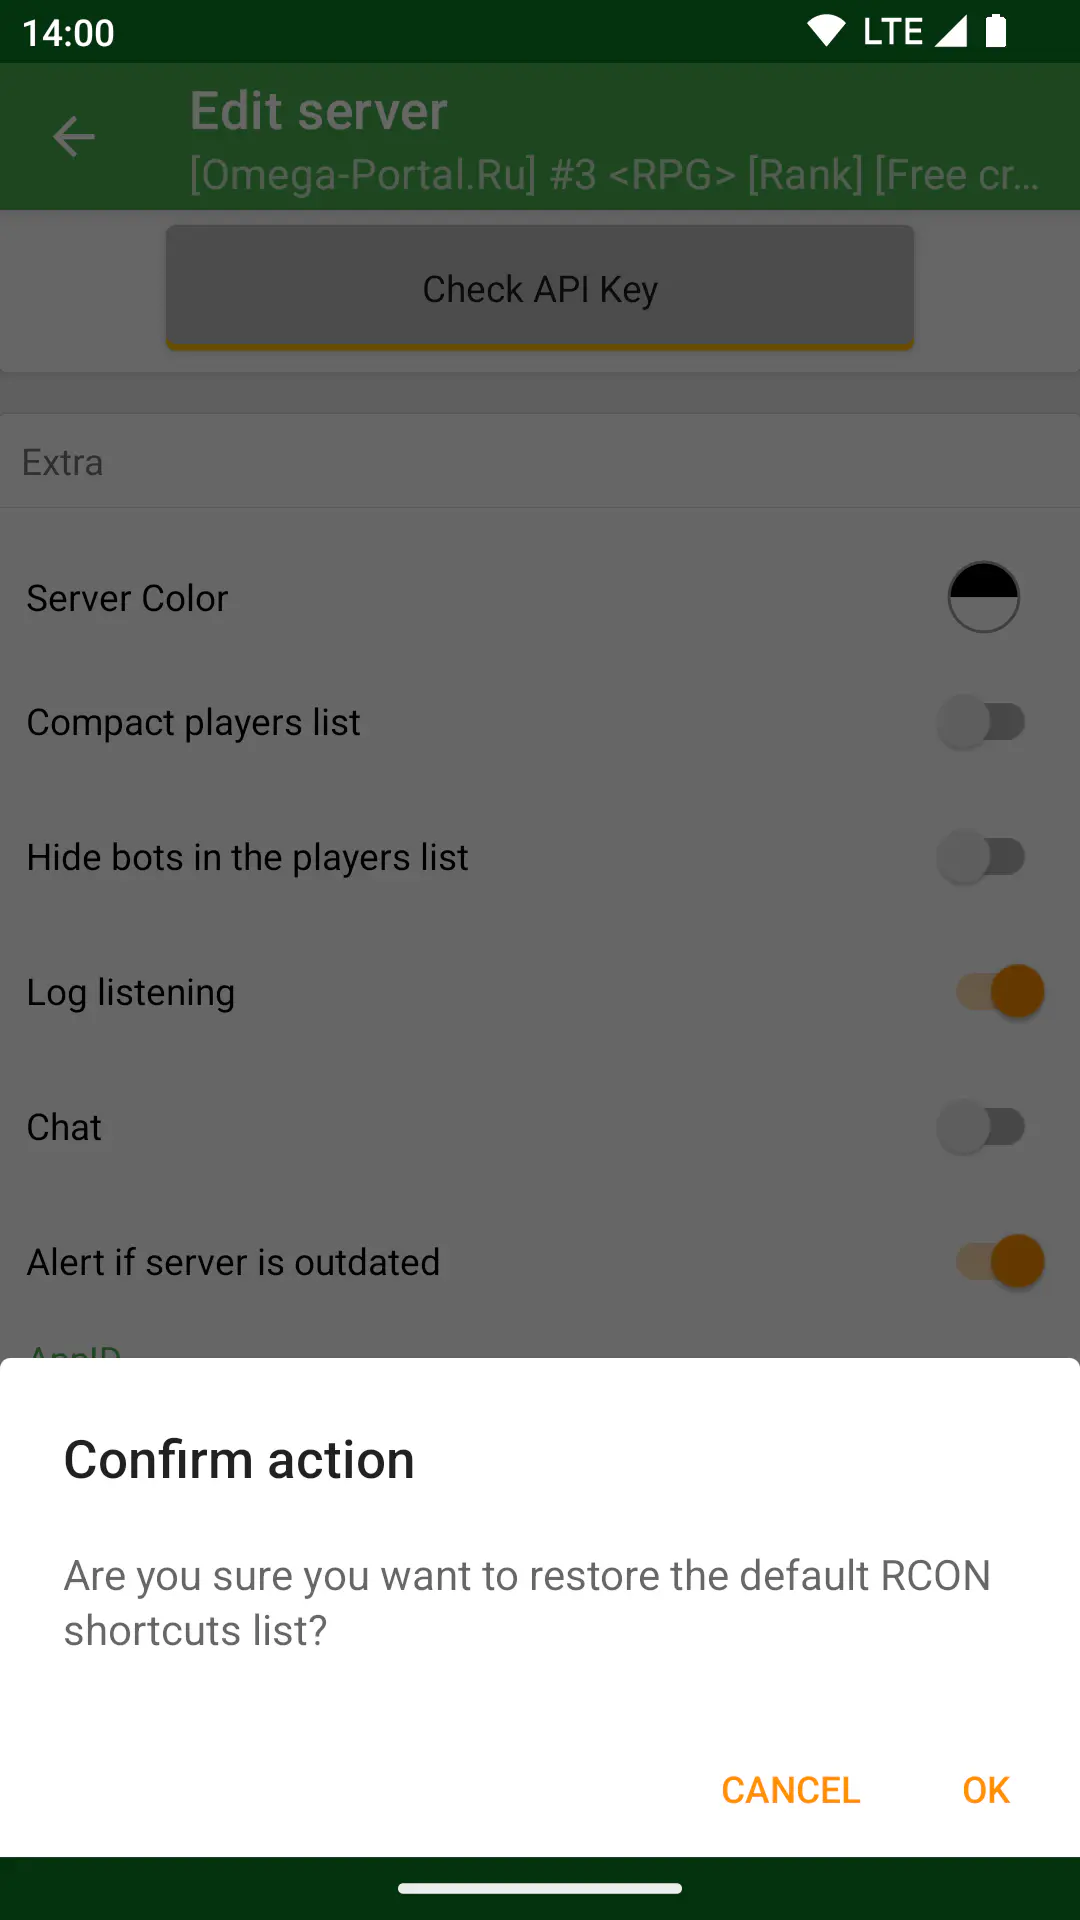 14:00
LTE
Edit server
[Omega-Portal.Ru] #3 <RPG> [Rank] [Free cr...
Check API Key
Extra
Server Color
Compact players list
Hide bots in the players list
Log listening
Chat
Alert if server is outdated
AppID
Confirm action
Are you sure you want to restore the default RCON
shortcuts list?
CANCEL
OK